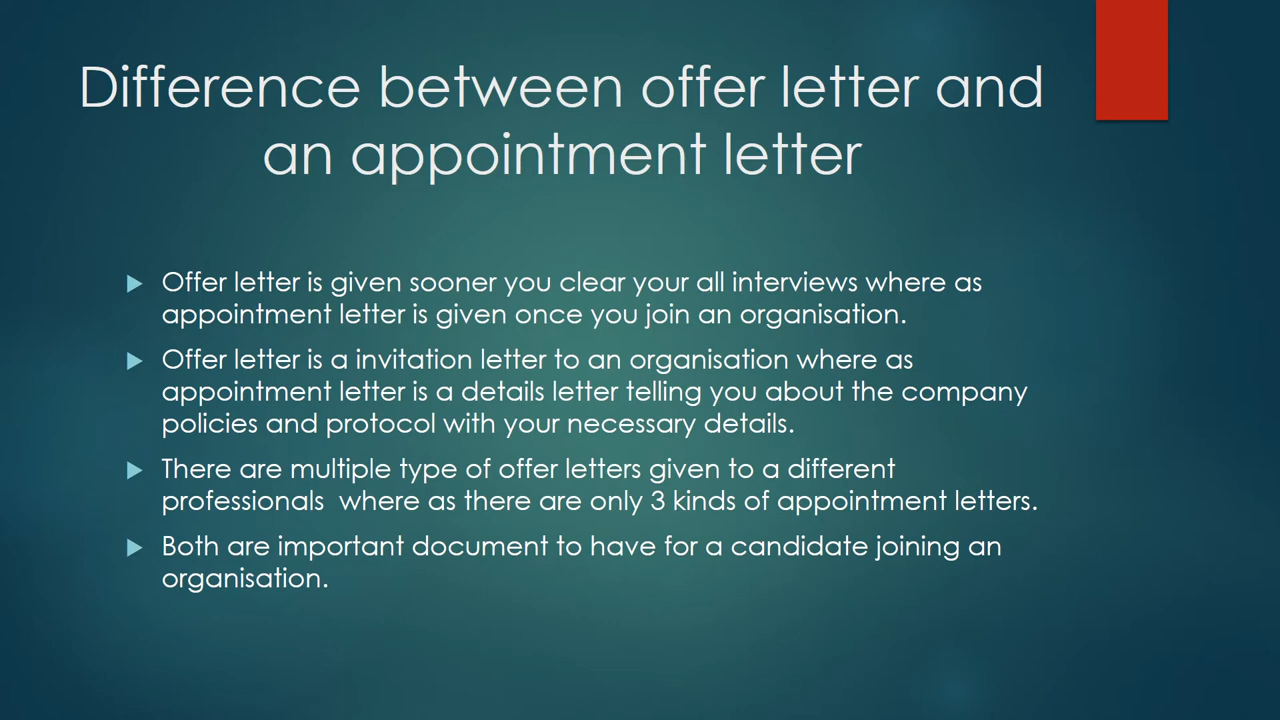 Difference between offer letter and
an appointment letter
Offer letter is given sooner you clear your all interviews where as
appointment letter is given once you join an organisation.
Offer letter is a invitation letter to an organisation where as
appointment letter is a details letter telling you about the company
policies and protocol with your necessary details.
There are multiple type of offer letters given to a different
professionals  where as there are only 3 kinds of appointment letters.
Both are important document to have for a candidate joining an
organisation.